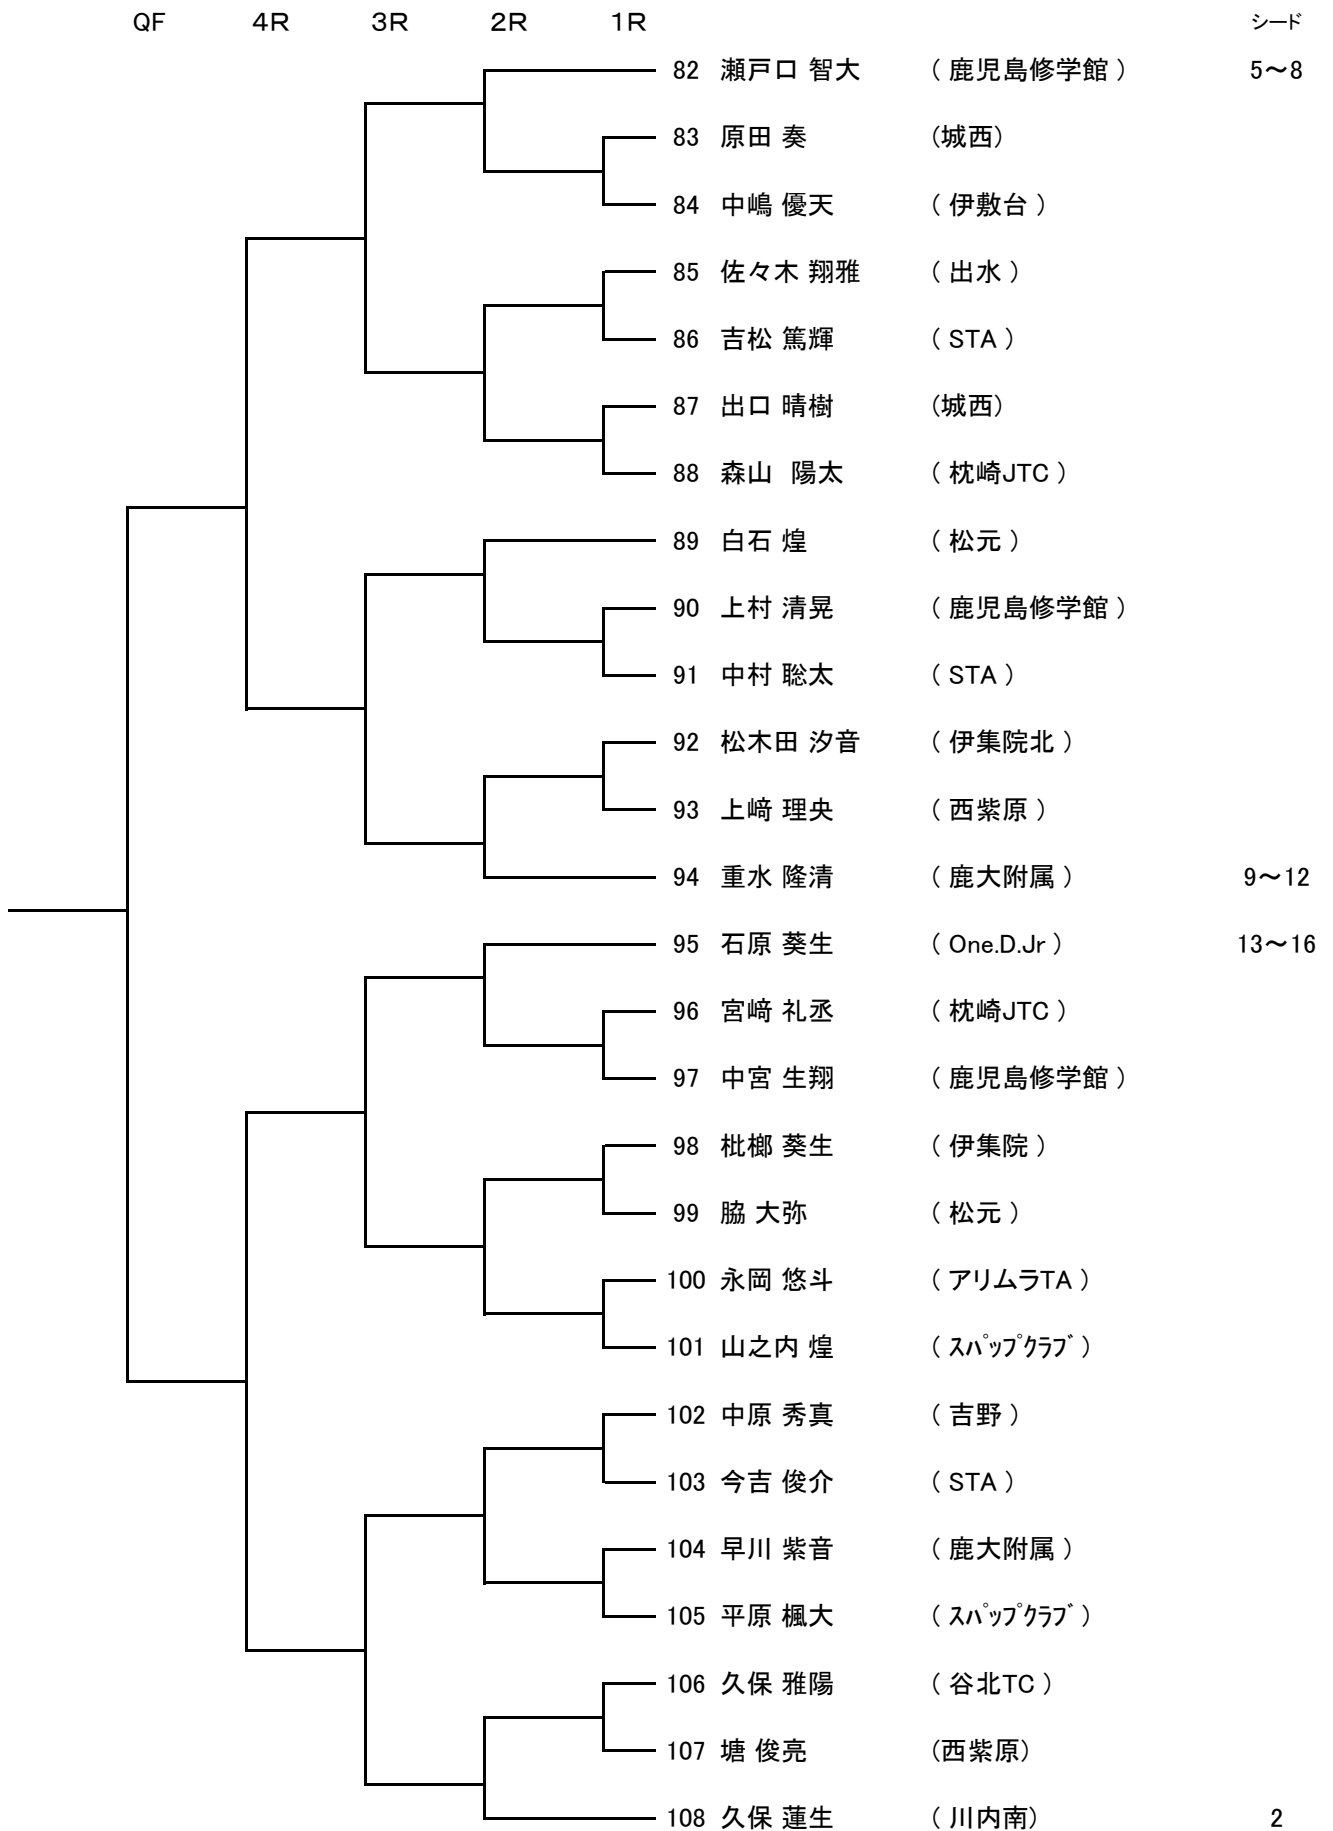 QF 4R 3R 2R 1R シード
82 瀬戸口 智大 （ 鹿児島修学館 ） 5～8
83 原田 奏 （城西）
84 中嶋 優天 （ 伊敷台 ）
85 佐々木 翔雅 （ 出水 ）
86 吉松 篤輝 （ STA ）
87 出口 晴樹 （城西）
88 森山　陽太 （ 枕崎JTC ）
89 白石 煌 （ 松元 ）
90 上村 清晃 （ 鹿児島修学館 ）
91 中村 聡太 （ STA ）
92 松木田 汐音 （ 伊集院北 ）
93 上﨑 理央 （ 西紫原 ）
94 重水 隆清 （ 鹿大附属 ） 9～12
95 石原 葵生 （ One.D.Jr ） 13～16
96 宮﨑 礼丞 （ 枕崎JTC ）
97 中宮 生翔 （ 鹿児島修学館 ）
98 枇榔 葵生 （ 伊集院 ）
99 脇 大弥 （ 松元 ）
100 永岡 悠斗 （ アリムラTA ）
101 山之内 煌 （ ｽﾊﾟｯﾌﾟｸﾗﾌﾞ ）
102 中原 秀真 （ 吉野 ）
103 今吉 俊介 （ STA ）
104 早川 紫音 （ 鹿大附属 ）
105 平原 楓大 （ ｽﾊﾟｯﾌﾟｸﾗﾌﾞ ）
106 久保 雅陽 （ 谷北TC ）
107 塘 俊亮 （西紫原）
108 久保 蓮生 （ 川内南） 2